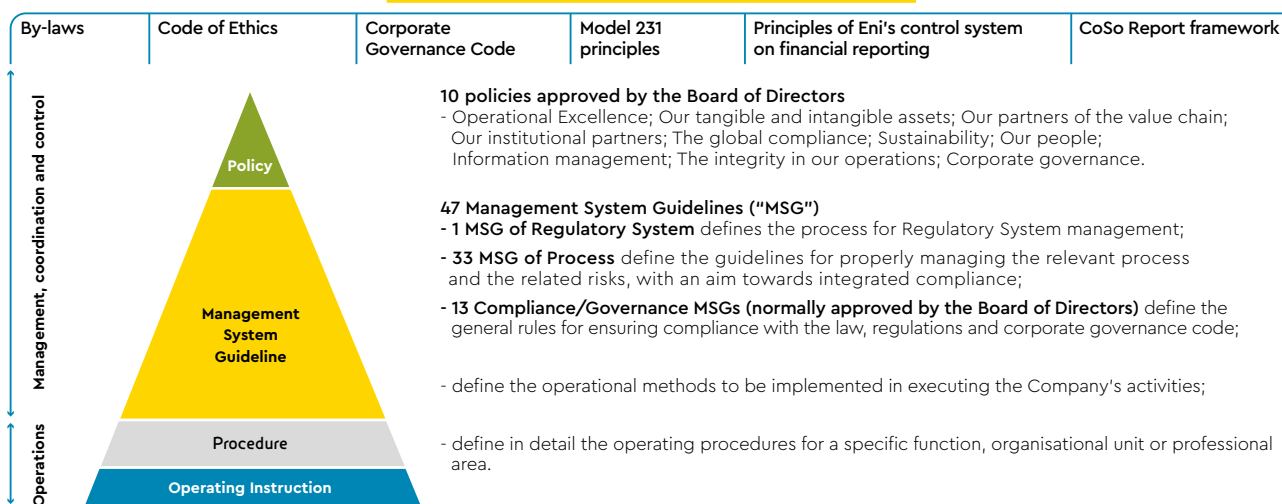 By-laws
Code of Ethics
Corporate
Governance Code
Model 231
principles
Principles of Eni's control system
on financial reporting
CoSo Report framework
Management, coordination and control
Operations
Policy
Management
System
Guideline
Procedure
Operating Instruction
10 policies approved by the Board of Directors
- Operational Excellence; Our tangible and intangible assets; Our partners of the value chain;
Our institutional partners; The global compliance; Sustainability; Our people;
Information management; The integrity in our operations; Corporate governance.
47 Management System Guidelines (“MSG”)
- 1 MSG of Regulatory System defines the process for Regulatory System management;
- 33 MSG of Process define the guidelines for properly managing the relevant process
and the related risks, with an aim towards integrated compliance;
- 13 Compliance/Governance MSGs (normally approved by the Board of Directors) define the
general rules for ensuring compliance with the law, regulations and corporate governance code;
- define the operational methods to be implemented in executing the Company's activities;
- define in detail the operating procedures for a specific function, organisational unit or professional
area.